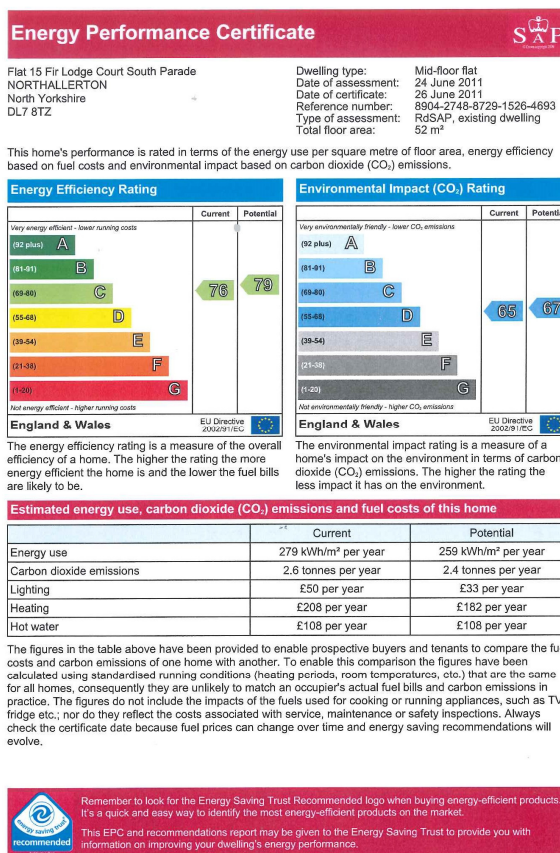 Energy Performance Certificate
SAP
Flat 15 Fir Lodge Court South Parade
NORTHALLERTON
North Yorkshire
DL7 8TZ
Dwelling type: Mid-floor flat
Date of assessment: 24 June 2011
Date of certificate: 26 June 2011
Reference number: 8904-2748-8729-1526-4693
Type of assessment: RdSAP, existing dwelling
Total floor area: 52 m²
This home's performance is rated in terms of the energy use per square metre of floor area, energy efficiency
based on fuel costs and environmental impact based on carbon dioxide (CO₂) emissions.
Energy Efficiency Rating
Current Potential
Very energy efficient - lower running costs
(92 plus) A
(81-91) B
(69-80) C 76 79
(55-68) D
(39-54) E
(21-38) F
(1-20) G
Not energy efficient - higher running costs
England & Wales EU Directive
2002/91/EC
The energy efficiency rating is a measure of the overall
efficiency of a home. The higher the rating the more
energy efficient the home is and the lower the fuel bills
are likely to be.
Environmental Impact (CO₂) Rating
Current Potentia
Very environmentally friendly - lower CO₂ emissions
(92 plus) A
(81-91) B
(69-80) C
(55-68) D 65 67
(39-54) E
(21-38) F
(1-20) G
Not environmentally friendly - higher CO₂ emissions
England & Wales EU Directive
2002/91/EC
The environmental impact rating is a measure of a
home's impact on the environment in terms of carbon
dioxide (CO₂) emissions. The higher the rating the
less impact it has on the environment.
Estimated energy use, carbon dioxide (CO₂) emissions and fuel costs of this home
Current Potential
Energy use 279 kWh/m² per year 259 kWh/m² per year
Carbon dioxide emissions 2.6 tonnes per year 2.4 tonnes per year
Lighting £50 per year £33 per year
Heating £208 per year £182 per year
Hot water £108 per year £108 per year
The figures in the table above have been provided to enable prospective buyers and tenants to compare the fu
costs and carbon emissions of one home with another. To enable this comparison the figures have been
calculated using standardised running conditions (heating periods, room temperatures, etc.) that are the same
for all homes, consequently they are unlikely to match an occupier's actual fuel bills and carbon emissions in
practice. The figures do not include the impacts of the fuels used for cooking or running appliances, such as TV
fridge etc.; nor do they reflect the costs associated with service, maintenance or safety inspections. Always
check the certificate date because fuel prices can change over time and energy saving recommendations will
evolve.
energy saving trust
recommended
Remember to look for the Energy Saving Trust Recommended logo when buying energy-efficient products.
It's a quick and easy way to identify the most energy-efficient products on the market.
This EPC and recommendations report may be given to the Energy Saving Trust to provide you with
information on improving your dwelling's energy performance.